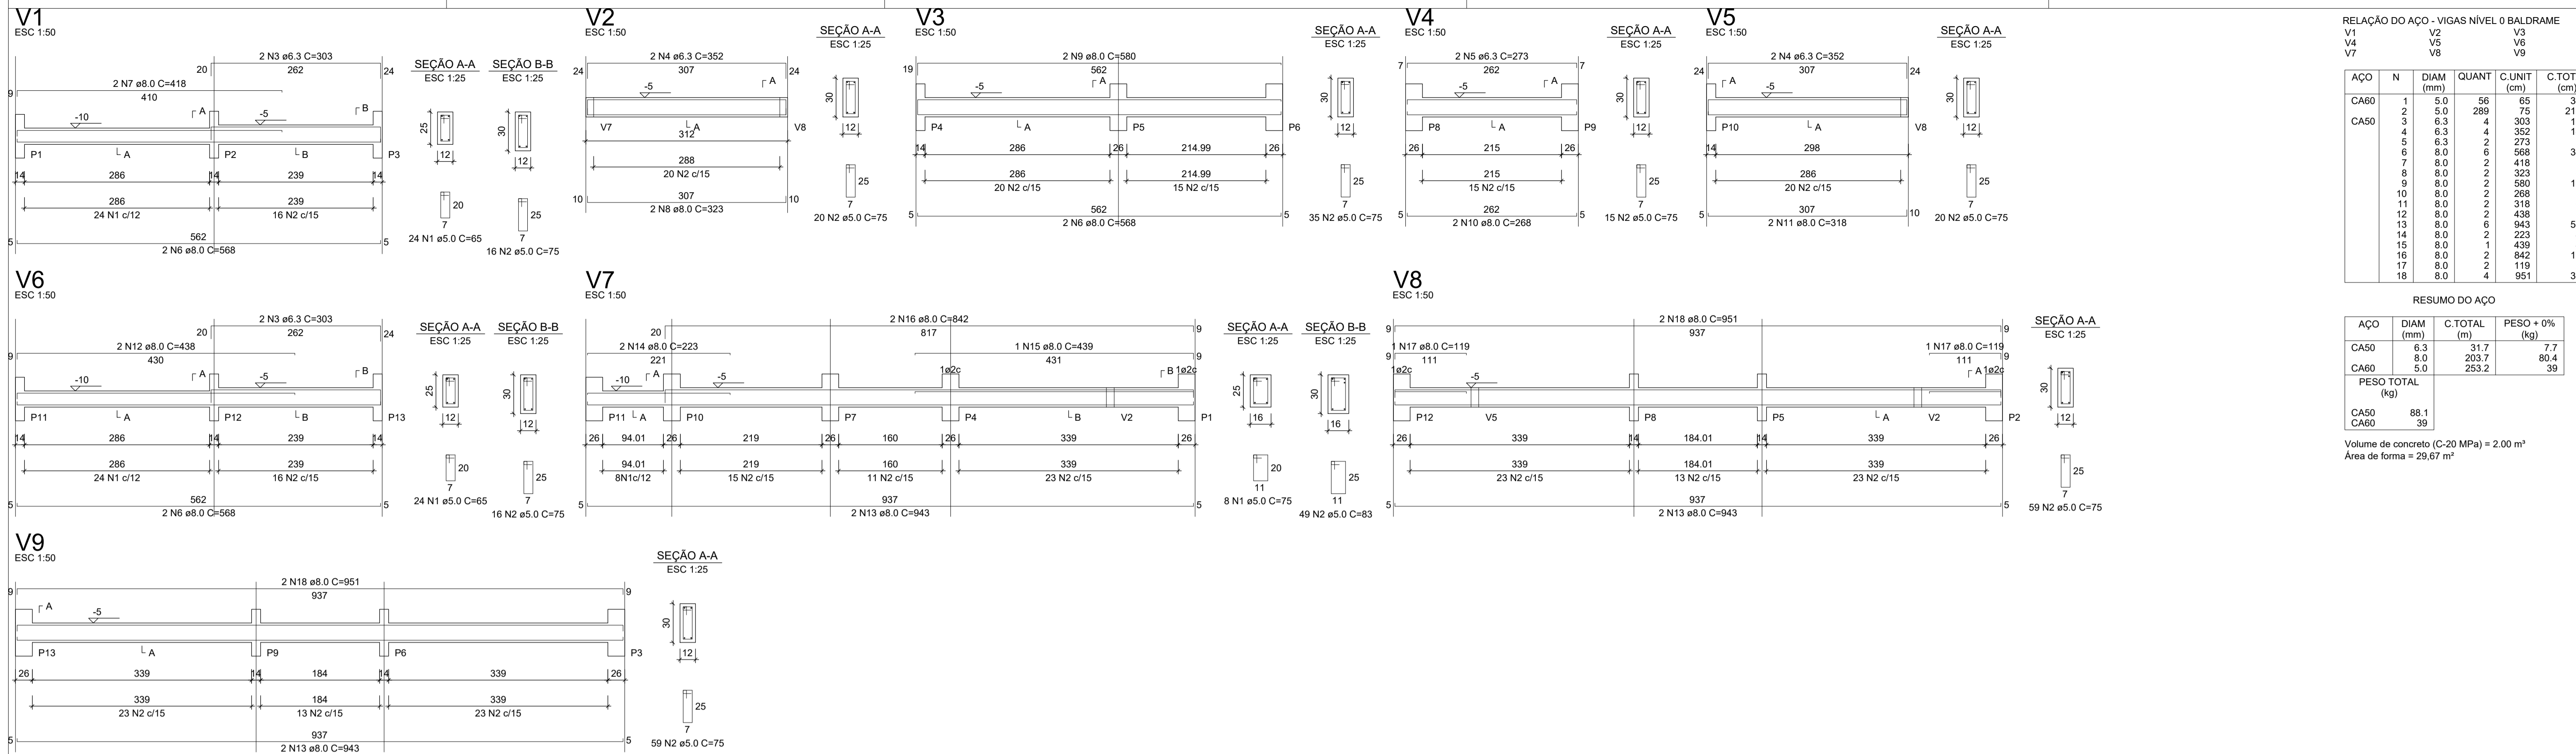 V1
ESC 1:50
2 N3 ø6.3 C=303
20 262 24
2 N7 ø8.0 C=418
9 410
A B
-10 -5
P1 A P2 B P3
14 286 14 239 14
286 239
24 N1 c/12 16 N2 c/15
5 562 5
2 N6 ø8.0 C=568
SEÇÃO A-A
ESC 1:25
25
12
20
7
24 N1 ø5.0 C=65
SEÇÃO B-B
ESC 1:25
30
12
25
7
16 N2 ø5.0 C=75
V2
ESC 1:50
2 N4 ø6.3 C=352
24 307 24
A
-5
V7 A V8
312
288
20 N2 c/15
10 307 10
2 N8 ø8.0 C=323
SEÇÃO A-A
ESC 1:25
30
12
25
7
20 N2 ø5.0 C=75
V3
ESC 1:50
2 N9 ø8.0 C=580
19 562
A
-5 -5
P4 A P5 P6
14 286 26 214.99 26
286 214.99
20 N2 c/15 15 N2 c/15
5 562 5
2 N6 ø8.0 C=568
SEÇÃO A-A
ESC 1:25
30
12
25
7
35 N2 ø5.0 C=75
V4
ESC 1:50
2 N5 ø6.3 C=273
7 262 7
A
-5
P8 A P9
26 215 26
215
15 N2 c/15
5 262 5
2 N10 ø8.0 C=268
SEÇÃO A-A
ESC 1:25
30
12
25
7
15 N2 ø5.0 C=75
V5
ESC 1:50
2 N4 ø6.3 C=352
24 307 24
A
-5
P10 A V8
14 298
286
20 N2 c/15
5 307 10
2 N11 ø8.0 C=318
SEÇÃO A-A
ESC 1:25
30
12
25
7
20 N2 ø5.0 C=75
V6
ESC 1:50
2 N3 ø6.3 C=303
20 262 24
2 N12 ø8.0 C=438
9 430
A B
-10 -5
P11 A P12 B P13
14 286 14 239 14
286 239
24 N1 c/12 16 N2 c/15
5 562 5
2 N6 ø8.0 C=568
SEÇÃO A-A
ESC 1:25
25
12
20
7
24 N1 ø5.0 C=65
SEÇÃO B-B
ESC 1:25
30
12
25
7
16 N2 ø5.0 C=75
V7
ESC 1:50
2 N16 ø8.0 C=842
20 817 9
2 N14 ø8.0 C=223 1 N15 ø8.0 C=439
221 431 9
1ø2c B 1ø2c
A
-10 -5
P11 A P10 P7 P4 B V2 P1
26 94.01 26 219 26 160 26 339 26
94.01 219 160 339
8N1c/12 15 N2 c/15 11 N2 c/15 23 N2 c/15
5 937 5
2 N13 ø8.0 C=943
SEÇÃO A-A
ESC 1:25
25
16
20
11
8 N1 ø5.0 C=75
SEÇÃO B-B
ESC 1:25
30
16
25
11
49 N2 ø5.0 C=83
V8
ESC 1:50
2 N18 ø8.0 C=951
9 937 9
1 N17 ø8.0 C=119 1 N17 ø8.0 C=119
9 111 111 9
1ø2c A 1ø2c
-5
P12 V5 P8 P5 A V2 P2
26 339 14 184.01 14 339 26
339 184.01 339
23 N2 c/15 13 N2 c/15 23 N2 c/15
5 937 5
2 N13 ø8.0 C=943
SEÇÃO A-A
ESC 1:25
30
12
25
7
59 N2 ø5.0 C=75
V9
ESC 1:50
2 N18 ø8.0 C=951
9 937 9
A
-5
P13 A P9 P6 P3
26 339 14 184 14 339 26
339 184 339
23 N2 c/15 13 N2 c/15 23 N2 c/15
5 937 5
2 N13 ø8.0 C=943
SEÇÃO A-A
ESC 1:25
30
12
25
7
59 N2 ø5.0 C=75
RELAÇÃO DO AÇO - VIGAS NÍVEL 0 BALDRAME
V1 V2 V3
V4 V5 V6
V7 V8 V9
AÇO N DIAM QUANT C.UNIT C.TOT
(mm) (cm) (cm)
CA60 1 5.0 56 65 3
2 5.0 289 75 21
CA50 3 6.3 4 303 1
4 6.3 4 352 1
5 6.3 2 273
6 8.0 6 568 3
7 8.0 2 418
8 8.0 2 323
9 8.0 2 580 1
10 8.0 2 268
11 8.0 2 318
12 8.0 2 438
13 8.0 6 943 5
14 8.0 2 223
15 8.0 1 439
16 8.0 2 842 1
17 8.0 2 119
18 8.0 4 951 3
RESUMO DO AÇO
AÇO DIAM C.TOTAL PESO + 0%
(mm) (m) (kg)
CA50 6.3 31.7 7.7
8.0 203.7 80.4
CA60 5.0 253.2 39
PESO TOTAL
(kg)
CA50 88.1
CA60 39
Volume de concreto (C-20 MPa) = 2.00 m³
Área de forma = 29,67 m²